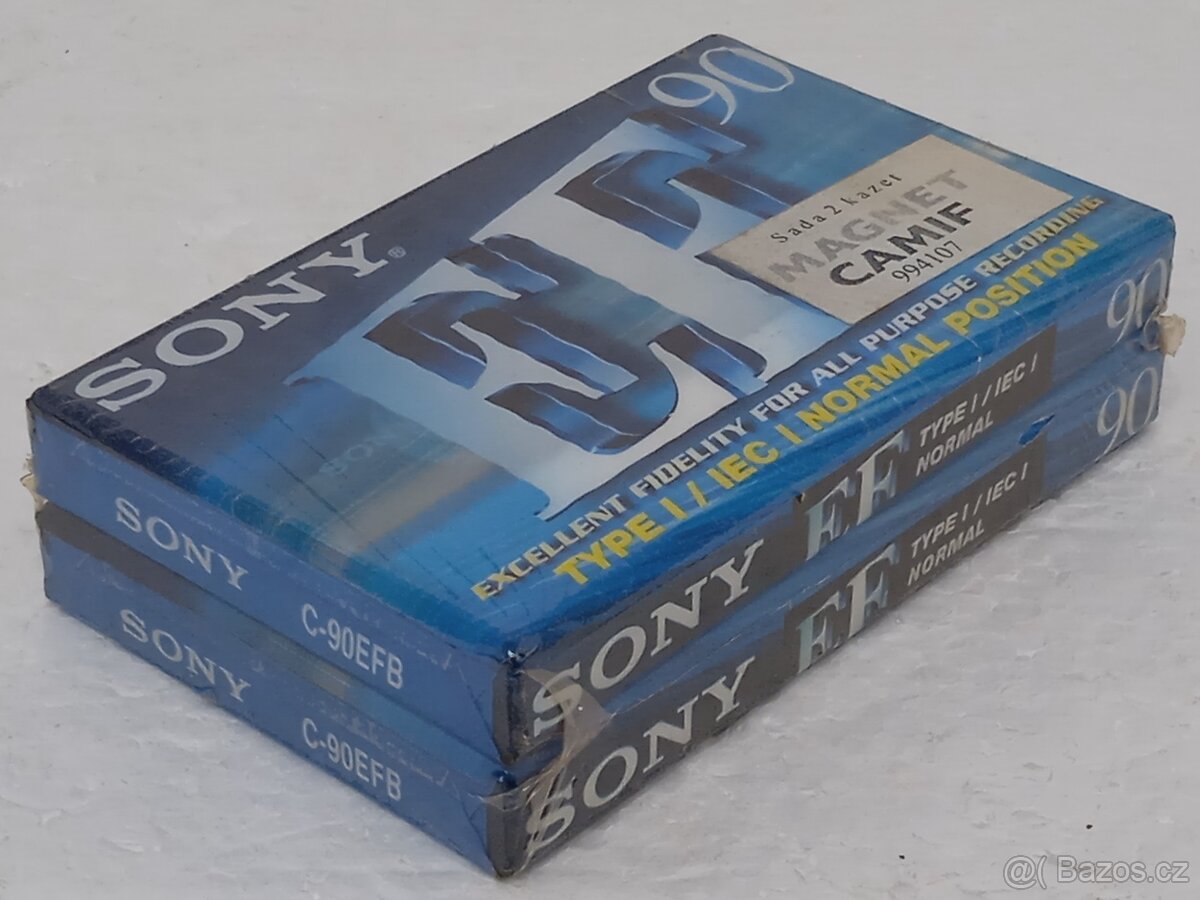 SONY®
EF
90
Sada 2 kazet
MAGNET
CAMIF
994107
EXCELLENT FIDELITY FOR ALL PURPOSE RECORDING
TYPE I / IEC I NORMAL POSITION
SONY EF TYPE I / IEC I NORMAL 90
SONY EF TYPE I / IEC I NORMAL 90
SONY C-90EFB
SONY C-90EFB
@( Bazos.cz